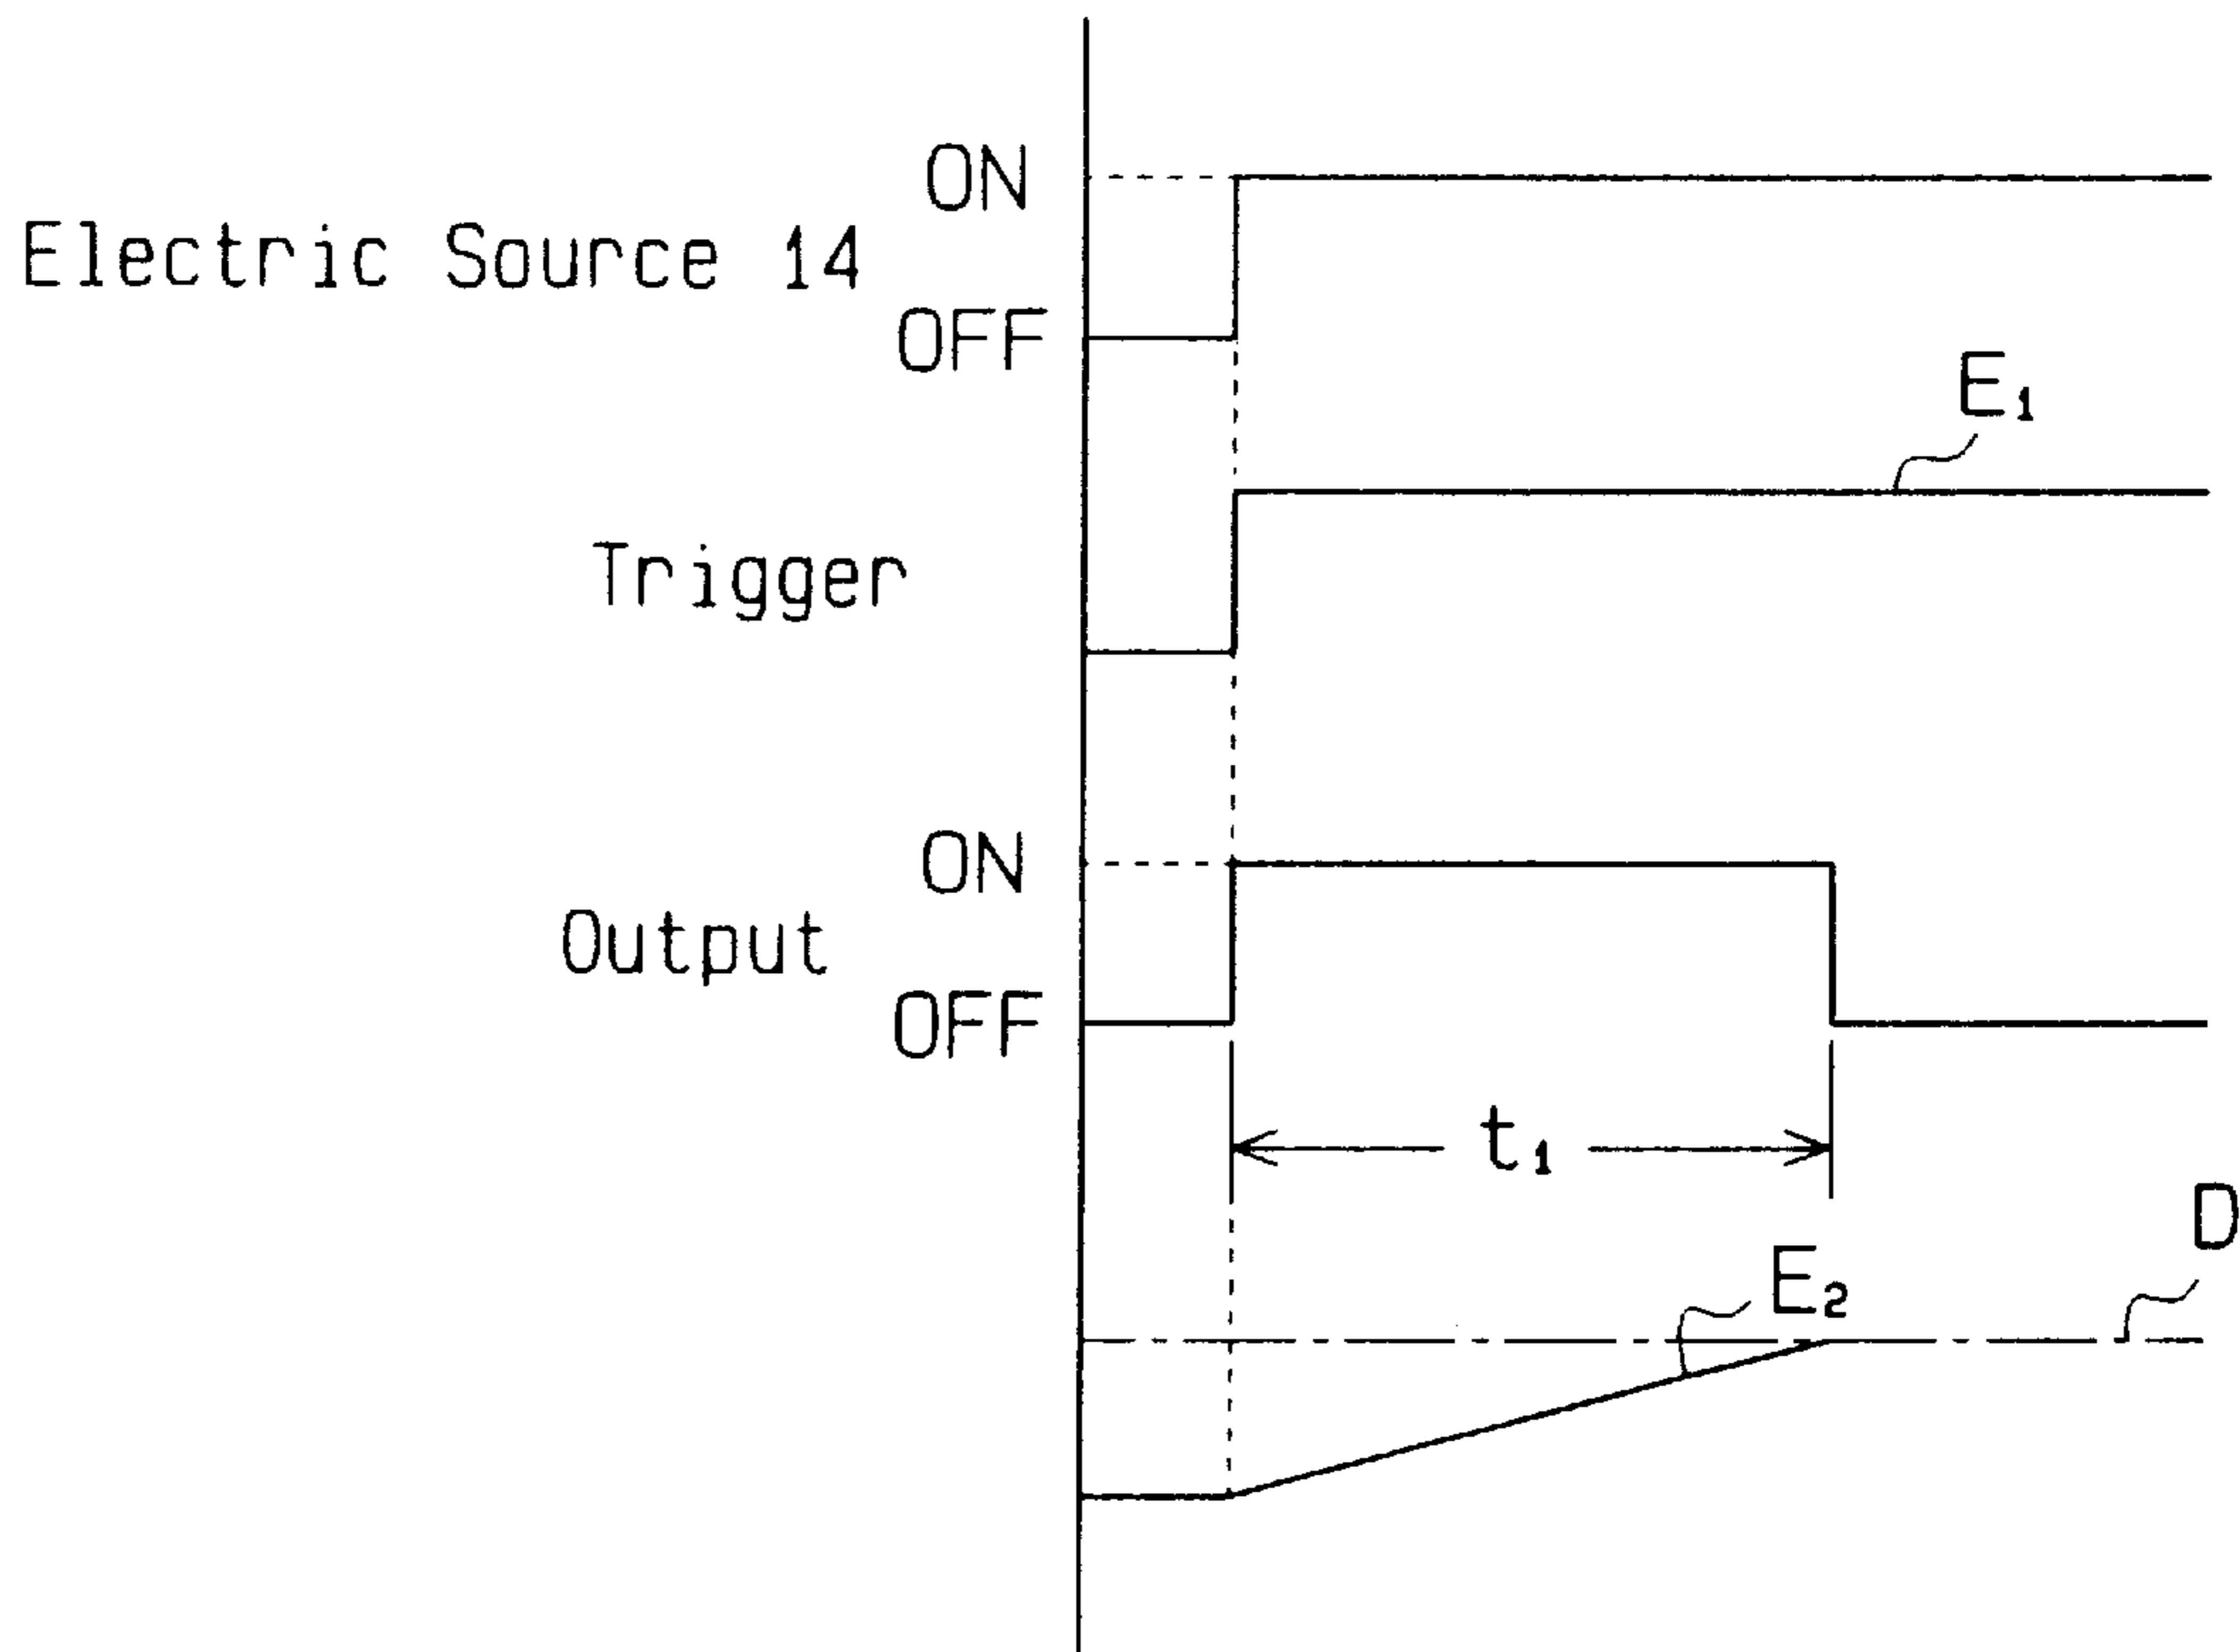 ON
Electric Source 14
OFF
E₁
Trigger
ON
Output
OFF
t₁
D
E₂